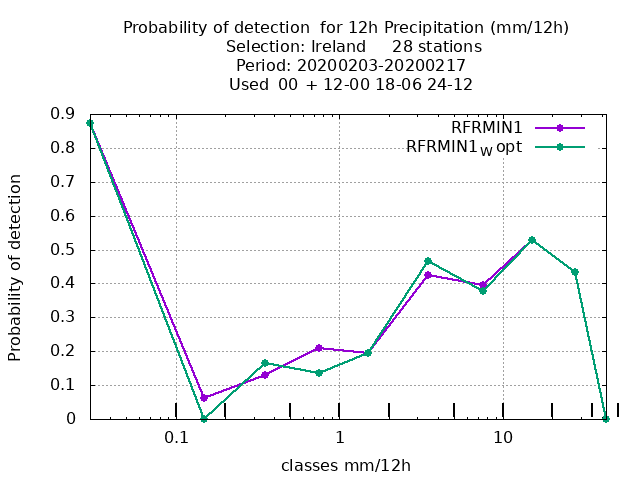 Probability of detection  for 12h Precipitation (mm/12h)
Selection: Ireland     28 stations
Period: 20200203-20200217
Used  00  + 12-00 18-06 24-12
RFRMIN1
RFRMIN1W opt
0.9
0.8
0.7
0.6
0.5
0.4
0.3
0.2
0.1
0
Probability of detection
0.1 1 10
classes mm/12h